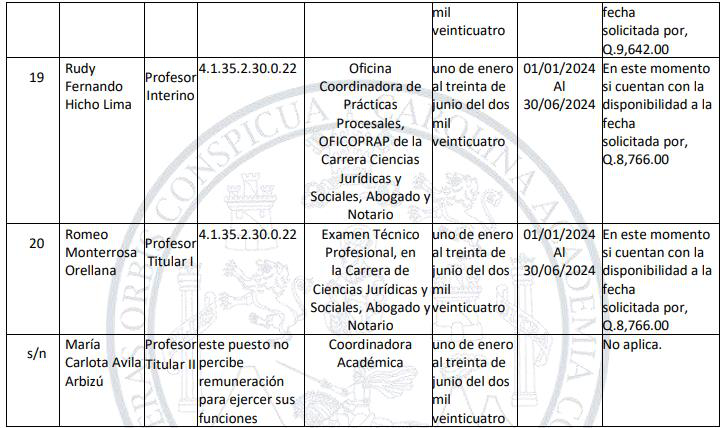 mil
veinticuatro
fecha
solicitada por,
Q.9,642.00
19
Rudy
Fernando
Hicho Lima
Profesor
Interino
4.1.35.2.30.0.22
Oficina
Coordinadora de
Prácticas
Procesales,
OFICOPRAP de la
Carrera Ciencias
Jurídicas y
Sociales, Abogado y
Notario
uno de enero
al treinta de
junio del dos
mil
veinticuatro
01/01/2024
Al
30/06/2024
En este momento
si cuentan con la
disponibilidad a la
fecha
solicitada por,
Q.8,766.00
20
Romeo
Monterrosa
Orellana
Profesor
Titular I
4.1.35.2.30.0.22
Examen Técnico
Profesional, en
la Carrera de
Ciencias Jurídicas y
Sociales, Abogado y
Notario
uno de enero
al treinta de
junio del dos
mil
veinticuatro
01/01/2024
Al
30/06/2024
En este momento
si cuentan con la
disponibilidad a la
fecha
solicitada por,
Q.8,766.00
s/n
María
Carlota Avila
Arbizú
Profesor
Titular II
este puesto no
percibe
remuneración
para ejercer sus
funciones
Coordinadora
Académica
uno de enero
al treinta de
junio del dos
mil
veinticuatro
No aplica.
CONSPICUA CAROLINA ACADEMIA